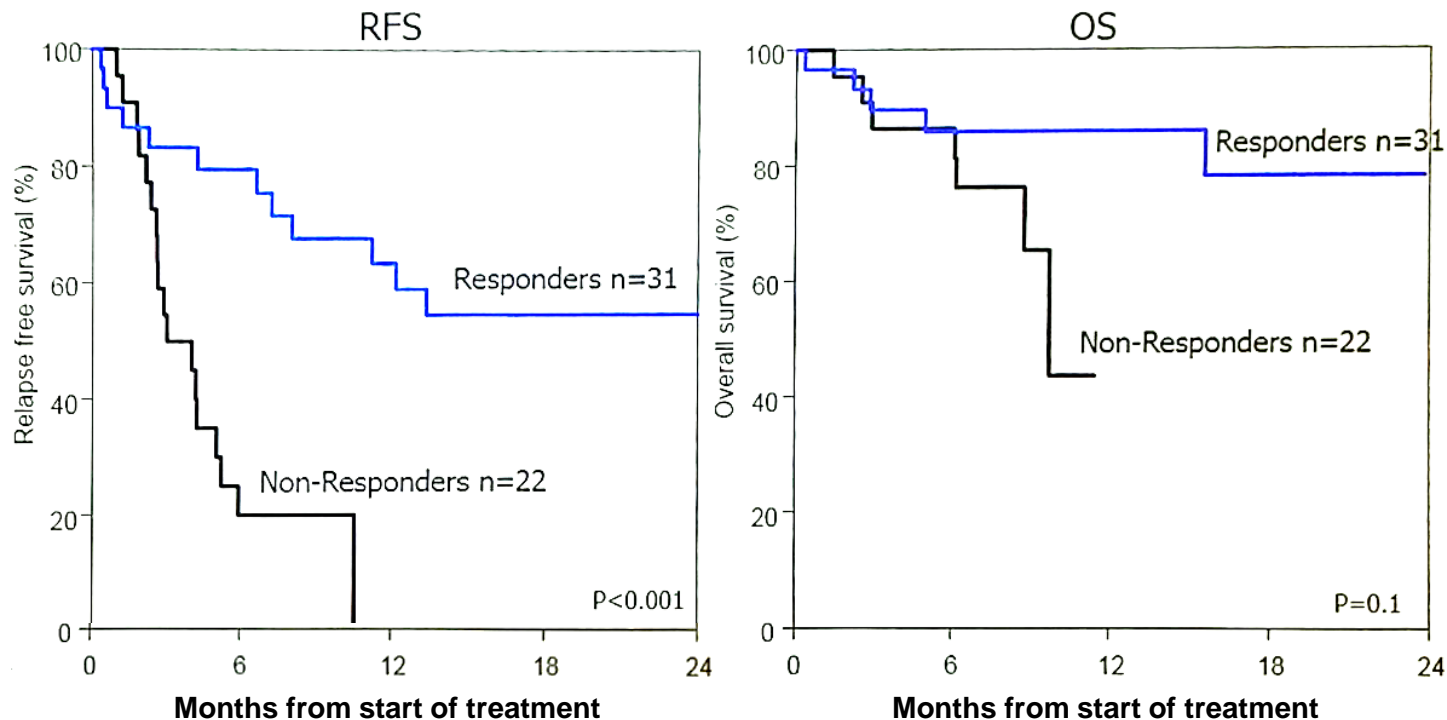 RFS
Relapse free survival (%)
100
80
60
40
20
0
Responders n=31
Non-Responders n=22
P<0.001
0 6 12 18 24
Months from start of treatment
OS
Overall survival (%)
100
80
60
40
20
0
Responders n=31
Non-Responders n=22
P=0.1
0 6 12 18 24
Months from start of treatment